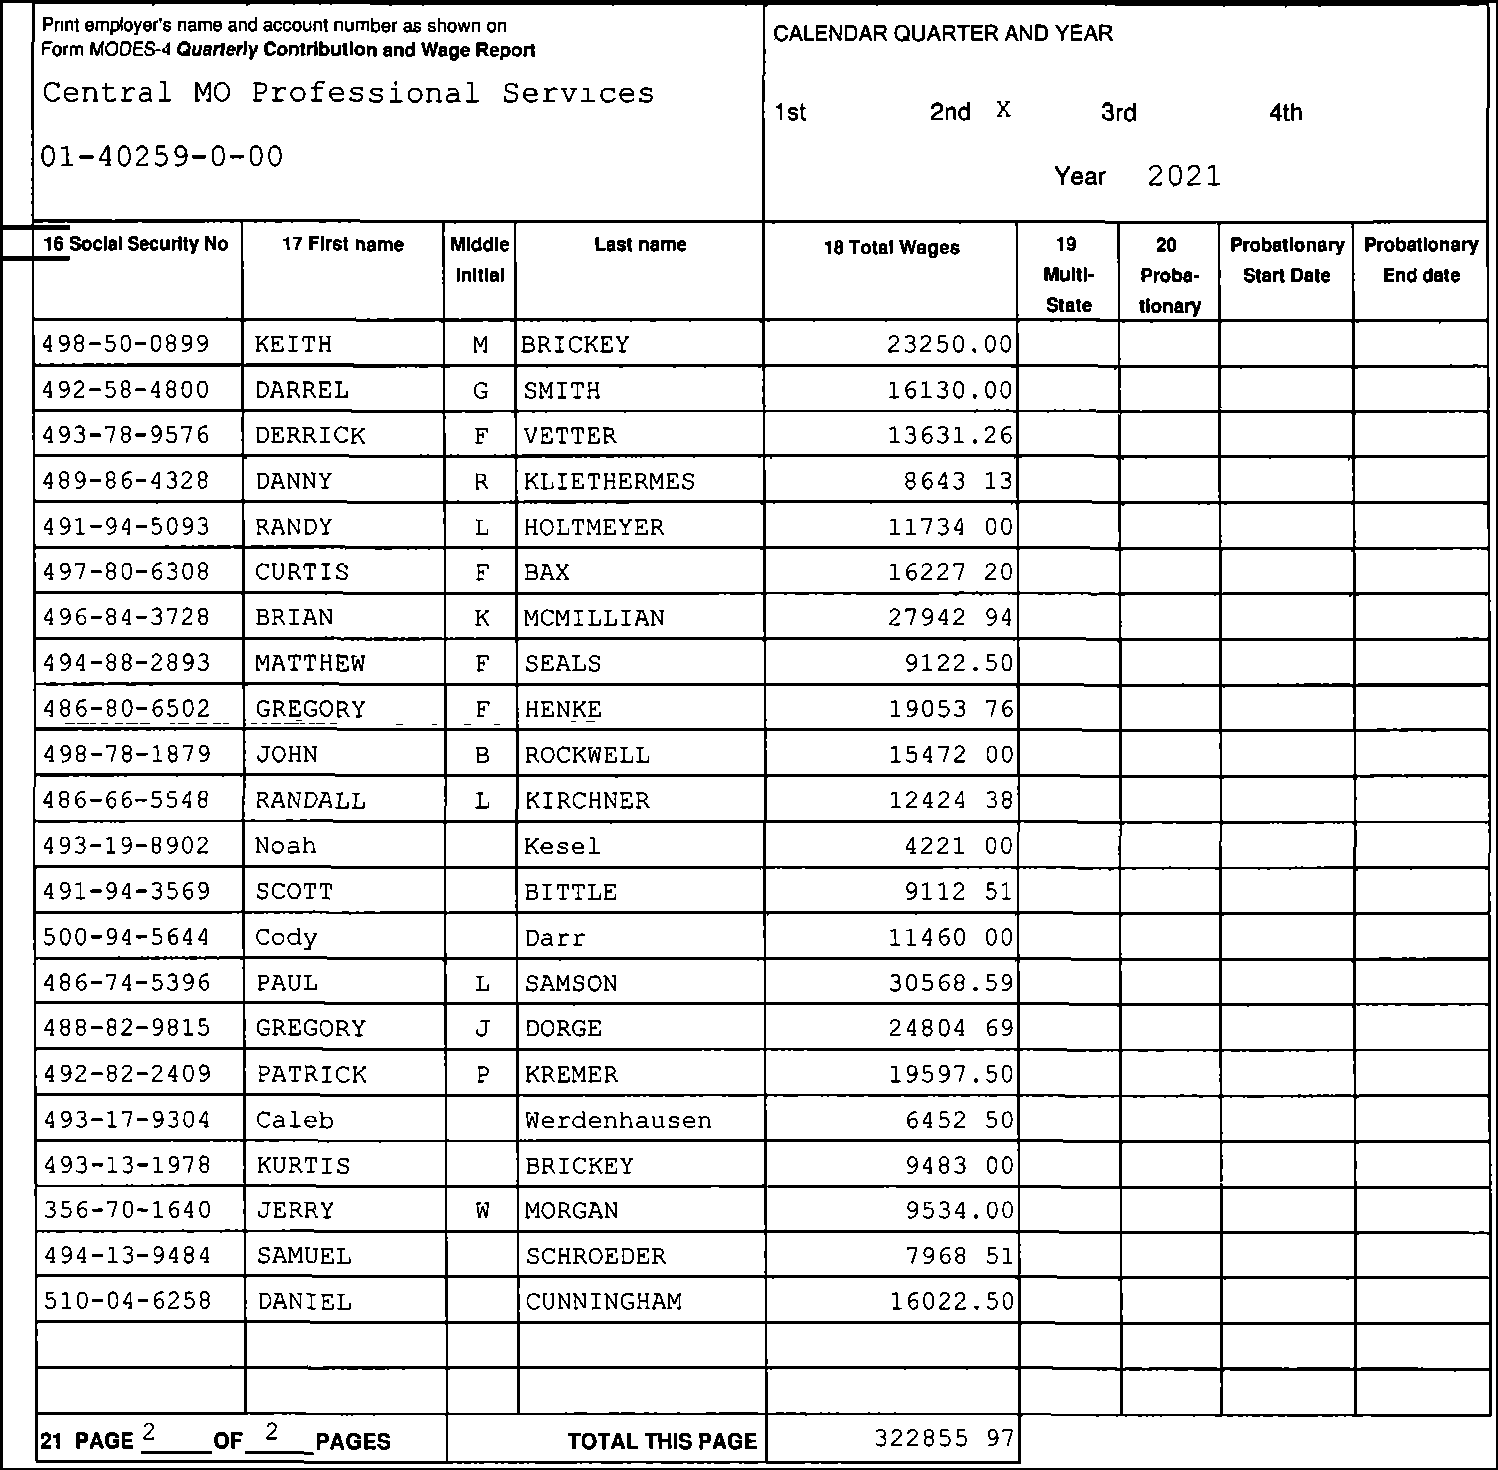 Print employer's name and account number as shown on
Form MODES-4 Quarterly Contribution and Wage Report
Central MO Professional Services
01-40259-0-00
CALENDAR QUARTER AND YEAR
1st 2nd X 3rd 4th
Year 2021
16 Social Security No 17 First name Middle Initial Last name 18 Total Wages 19 Multi-State 20 Proba-tionary Probationary Start Date Probationary End date
498-50-0899 KEITH M BRICKEY 23250.00
492-58-4800 DARREL G SMITH 16130.00
493-78-9576 DERRICK F VETTER 13631.26
489-86-4328 DANNY R KLIETHERMES 8643 13
491-94-5093 RANDY L HOLTMEYER 11734 00
497-80-6308 CURTIS F BAX 16227 20
496-84-3728 BRIAN K MCMILLIAN 27942 94
494-88-2893 MATTHEW F SEALS 9122.50
486-80-6502 GREGORY F HENKE 19053 76
498-78-1879 JOHN B ROCKWELL 15472 00
486-66-5548 RANDALL L KIRCHNER 12424 38
493-19-8902 Noah Kesel 4221 00
491-94-3569 SCOTT BITTLE 9112 51
500-94-5644 Cody Darr 11460 00
486-74-5396 PAUL L SAMSON 30568.59
488-82-9815 GREGORY J DORGE 24804 69
492-82-2409 PATRICK P KREMER 19597.50
493-17-9304 Caleb Werdenhausen 6452 50
493-13-1978 KURTIS BRICKEY 9483 00
356-70-1640 JERRY W MORGAN 9534.00
494-13-9484 SAMUEL SCHROEDER 7968 51
510-04-6258 DANIEL CUNNINGHAM 16022.50
21 PAGE 2 OF 2 PAGES TOTAL THIS PAGE 322855 97